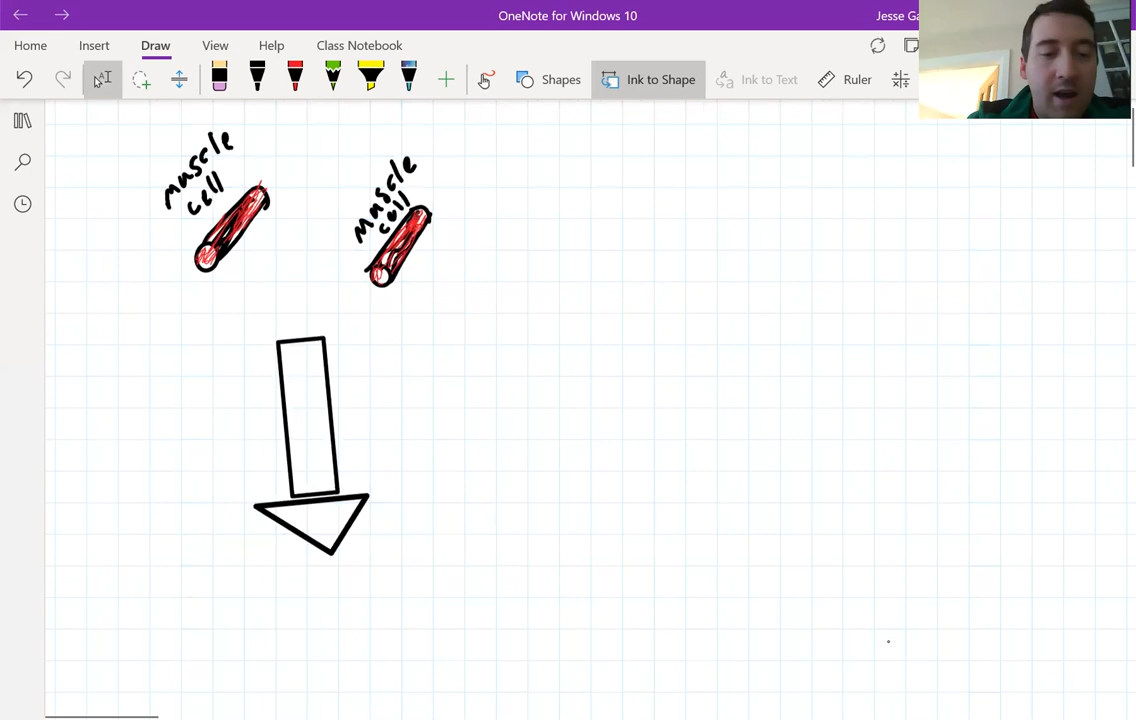 OneNote for Windows 10
Jesse Ga
Home Insert Draw View Help Class Notebook
Shapes Ink to Shape Ink to Text Ruler
muscle
cell
muscle
cell